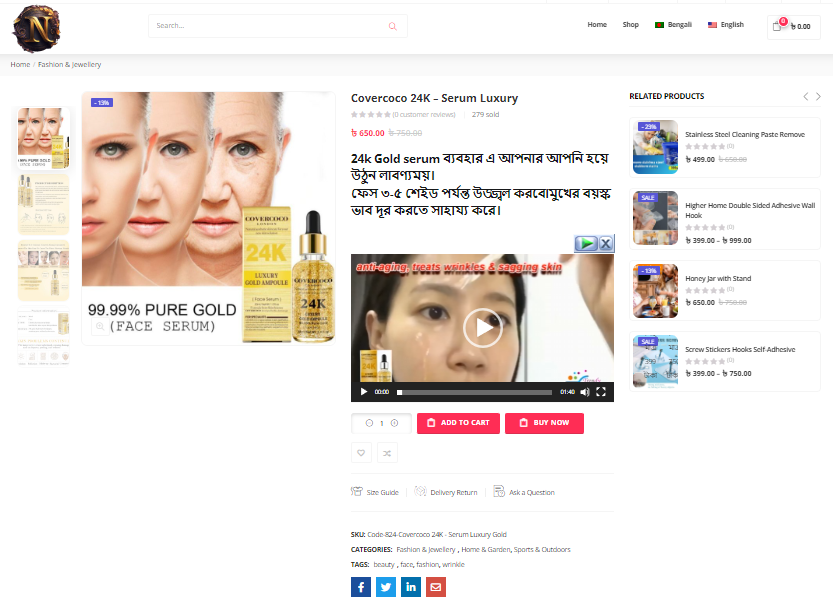 N
Search...
Home
Shop
Bengali
English
0
৳ 0.00
Home / Fashion & Jewellery
- 13%
COVERCOCO
LONDON
24K
LUXURY
GOLD AMPOULE
( Face Serum )
COVERCOCO
24K
99.99% PURE GOLD
(FACE SERUM)
Covercoco 24K – Serum Luxury
(0 customer reviews)
279 sold
৳ 650.00 ৳ 750.00
24k Gold serum ব্যবহার এ আপনার আপনি হয়ে
উঠুন লাবণ্যময়।
ফেস ৩-৫ শেইড পর্যন্ত উজ্জ্বল করবোমুখের বয়স্ক
ভাব দূর করতে সাহায্য করে।
anti-aging, treats wrinkles & sagging skin
00:00
01:40
1
ADD TO CART
BUY NOW
Size Guide
Delivery Return
Ask a Question
SKU: Code-824-Covercoco 24K - Serum Luxury Gold
CATEGORIES: Fashion & Jewellery , Home & Garden, Sports & Outdoors
TAGS: beauty , face, fashion, wrinkle
RELATED PRODUCTS
- 23%
Stainless Steel Cleaning Paste Remove
(0)
৳ 499.00 ৳ 650.00
SALE
Higher Home Double Sided Adhesive Wall
Hook
(0)
৳ 399.00 – ৳ 999.00
- 13%
Honey Jar with Stand
(0)
৳ 650.00 ৳ 750.00
SALE
Screw Stickers Hooks Self-Adhesive
(0)
৳ 399.00 – ৳ 750.00